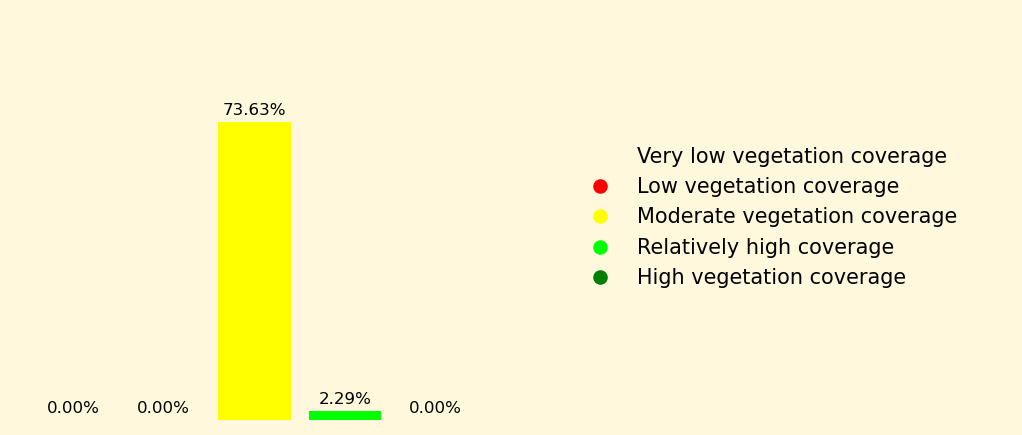 73.63%
2.29%
0.00%
0.00%
0.00%
Very low vegetation coverage
Low vegetation coverage
Moderate vegetation coverage
Relatively high coverage
High vegetation coverage